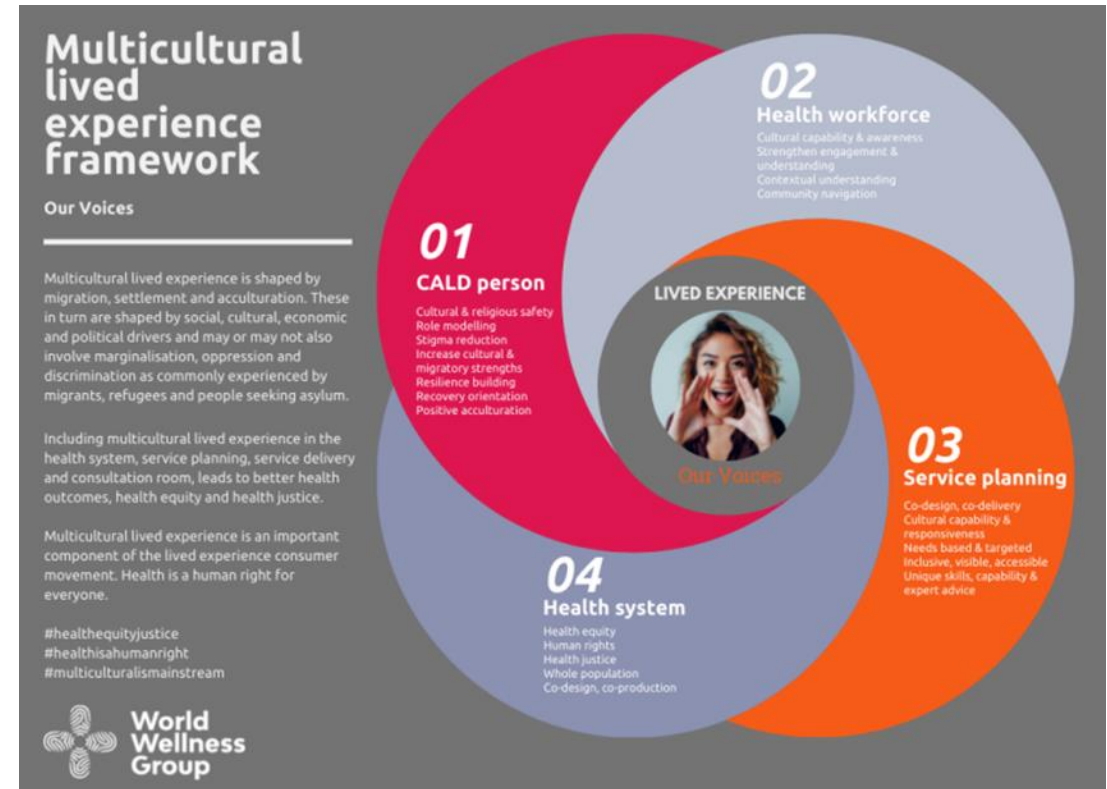 Multicultural
lived
experience
framework
Our Voices
Multicultural lived experience is shaped by
migration, settlement and acculturation. These
in turn are shaped by social, cultural, economic
and political drivers and may or may not also
involve marginalisation, oppression and
discrimination as commonly experienced by
migrants, refugees and people seeking asylum.
Including multicultural lived experience in the
health system, service planning, service delivery
and consultation room, leads to better health
outcomes, health equity and health justice.
Multicultural lived experience is an important
component of the lived experience consumer
movement. Health is a human right for
everyone.
#healthequityjustice
#healthisahumanright
#multiculturalismainstream
World
Wellness
Group
01
CALD person
Cultural & religious safety
Role modelling
Stigma reduction
Increase cultural &
migratory strengths
Resilience building
Recovery orientation
Positive acculturation
02
Health workforce
Cultural capability & awareness
Strengthen engagement &
understanding
Contextual understanding
Community navigation
LIVED EXPERIENCE
Our Voices
03
Service planning
Co-design, co-delivery
Cultural capability &
responsiveness
Needs based & targeted
Inclusive, visible, accessible
Unique skills, capability &
expert advice
04
Health system
Health equity
Human rights
Health justice
Whole population
Co-design, co-production